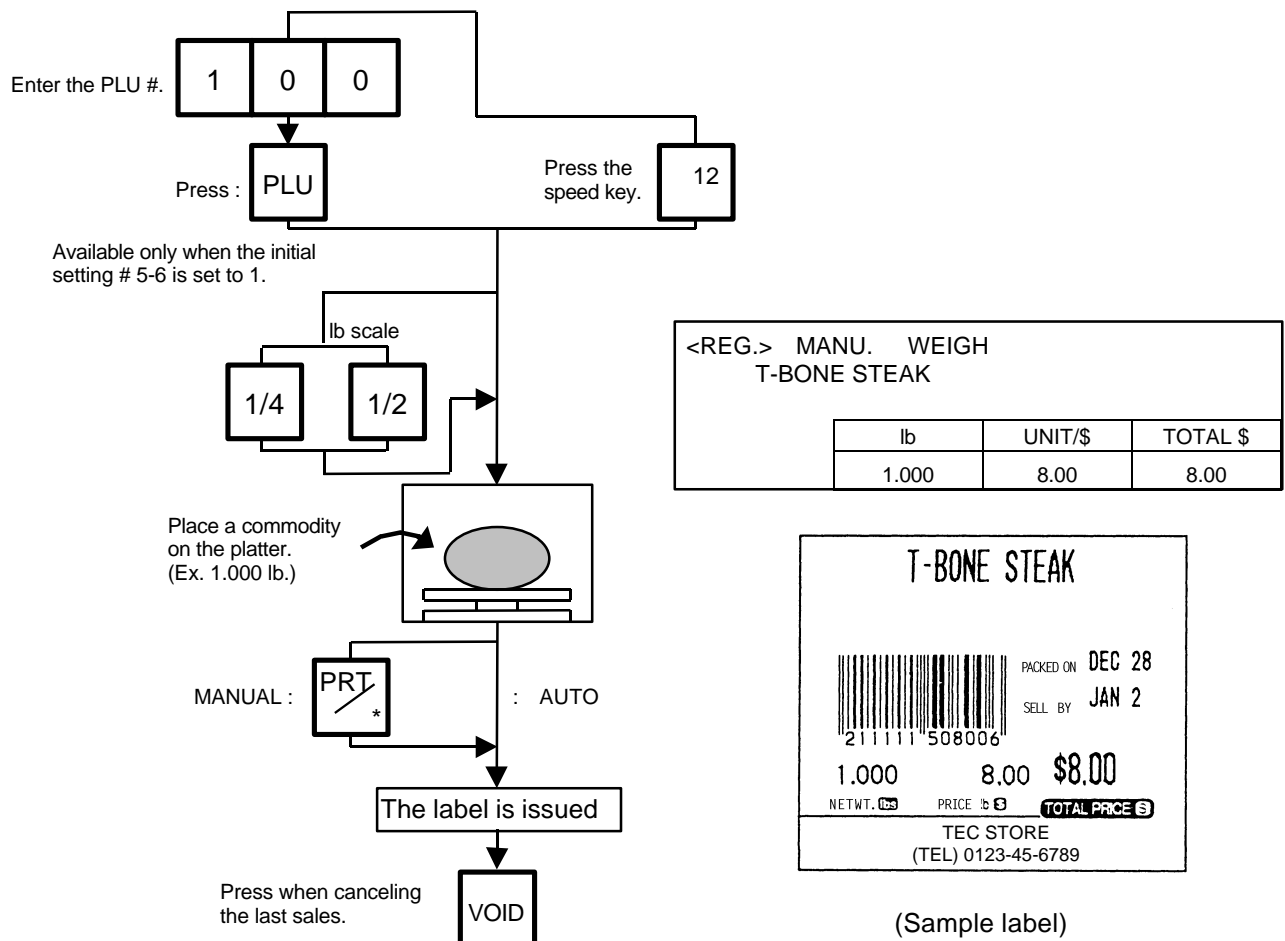 Enter the PLU #.
1 0 0
Press :
PLU
Press the
speed key.
12
Available only when the initial
setting # 5-6 is set to 1.
lb scale
1/4
1/2
Place a commodity
on the platter.
(Ex. 1.000 lb.)
MANUAL :
PRT
*
: AUTO
The label is issued
Press when canceling
the last sales.
VOID
<REG.> MANU. WEIGH
T-BONE STEAK
lb UNIT/$ TOTAL $
1.000 8.00 8.00
T-BONE STEAK
PACKED ON DEC 28
SELL BY JAN 2
211111 508006
1.000 8.00 $8.00
NETWT. lbs PRICE lb $ TOTAL PRICE $
TEC STORE
(TEL) 0123-45-6789
(Sample label)